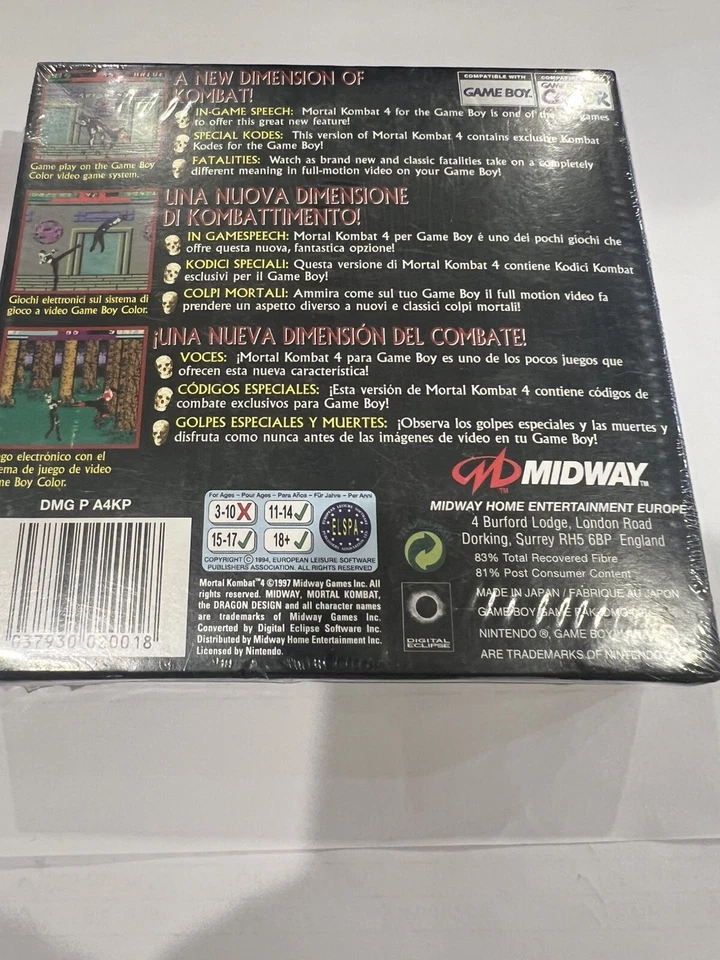 A NEW DIMENSION OF
KOMBAT!
IN-GAME SPEECH: Mortal Kombat 4 for the Game Boy is one of games
to offer this great new feature!
SPECIAL KODES: This version of Mortal Kombat 4 contains exclusive Kombat
Kodes for the Game Boy!
FATALITIES: Watch as brand new and classic fatalities take on a completely
different meaning in full-motion video on your Game Boy!
COMPATIBLE WITH
GAME BOY
COMPATIBLE
GAME
COLOR
Game play on the Game Boy
Color video game system.
UNA NUOVA DIMENSIONE
DI KOMBATTIMENTO!
IN GAMESPEECH: Mortal Kombat 4 per Game Boy é uno dei pochi giochi che
offre questa nuova, fantastica opzione!
KODICI SPECIALI: Questa versione di Mortal Kombat 4 contiene Kodici Kombat
esclusivi per il Game Boy!
COLPI MORTALI: Ammira come sul tuo Game Boy il full motion video fa
prendere un aspetto diverso a nuovi e classici colpi mortali!
Giochi elettronici sul sistema di
gioco a video Game Boy Color.
¡UNA NUEVA DIMENSIÓN DEL COMBATE!
VOCES: ¡Mortal Kombat 4 para Game Boy es uno de los pocos juegos que
ofrecen esta nueva característica!
CÓDIGOS ESPECIALES: ¡Esta versión de Mortal Kombat 4 contiene códigos de
combate exclusivos para Game Boy!
GOLPES ESPECIALES Y MUERTES: ¡Observa los golpes especiales y las muertes y
disfruta como nunca antes de las imágenes de vídeo en tu Game Boy!
go electrónico con el
ema de juego de video
me Boy Color.
MIDWAY™
DMG P A4KP
037930 020018
For Ages - Pour Ages - Para Años - Für Jahre - Per Anni
3-10 11-14
15-17 18+
ELSPA
COPYRIGHT © 1994, EUROPEAN LEISURE SOFTWARE
PUBLISHERS ASSOCIATION. ALL RIGHTS RESERVED
Mortal Kombat™4 ©1997 Midway Games Inc. All
rights reserved. MIDWAY, MORTAL KOMBAT,
the DRAGON DESIGN and all character names
are trademarks of Midway Games Inc.
Converted by Digital Eclipse Software Inc.
Distributed by Midway Home Entertainment Inc.
Licensed by Nintendo.
DIGITAL
ECLIPSE
MIDWAY HOME ENTERTAINMENT EUROPE
4 Burford Lodge, London Road
Dorking, Surrey RH5 6BP England
83% Total Recovered Fibre
81% Post Consumer Content
MADE IN JAPAN / FABRIQUE AU JAPON
GAME BOY GAME PAK
NINTENDO ®, GAME BOY
ARE TRADEMARKS OF NINTENDO